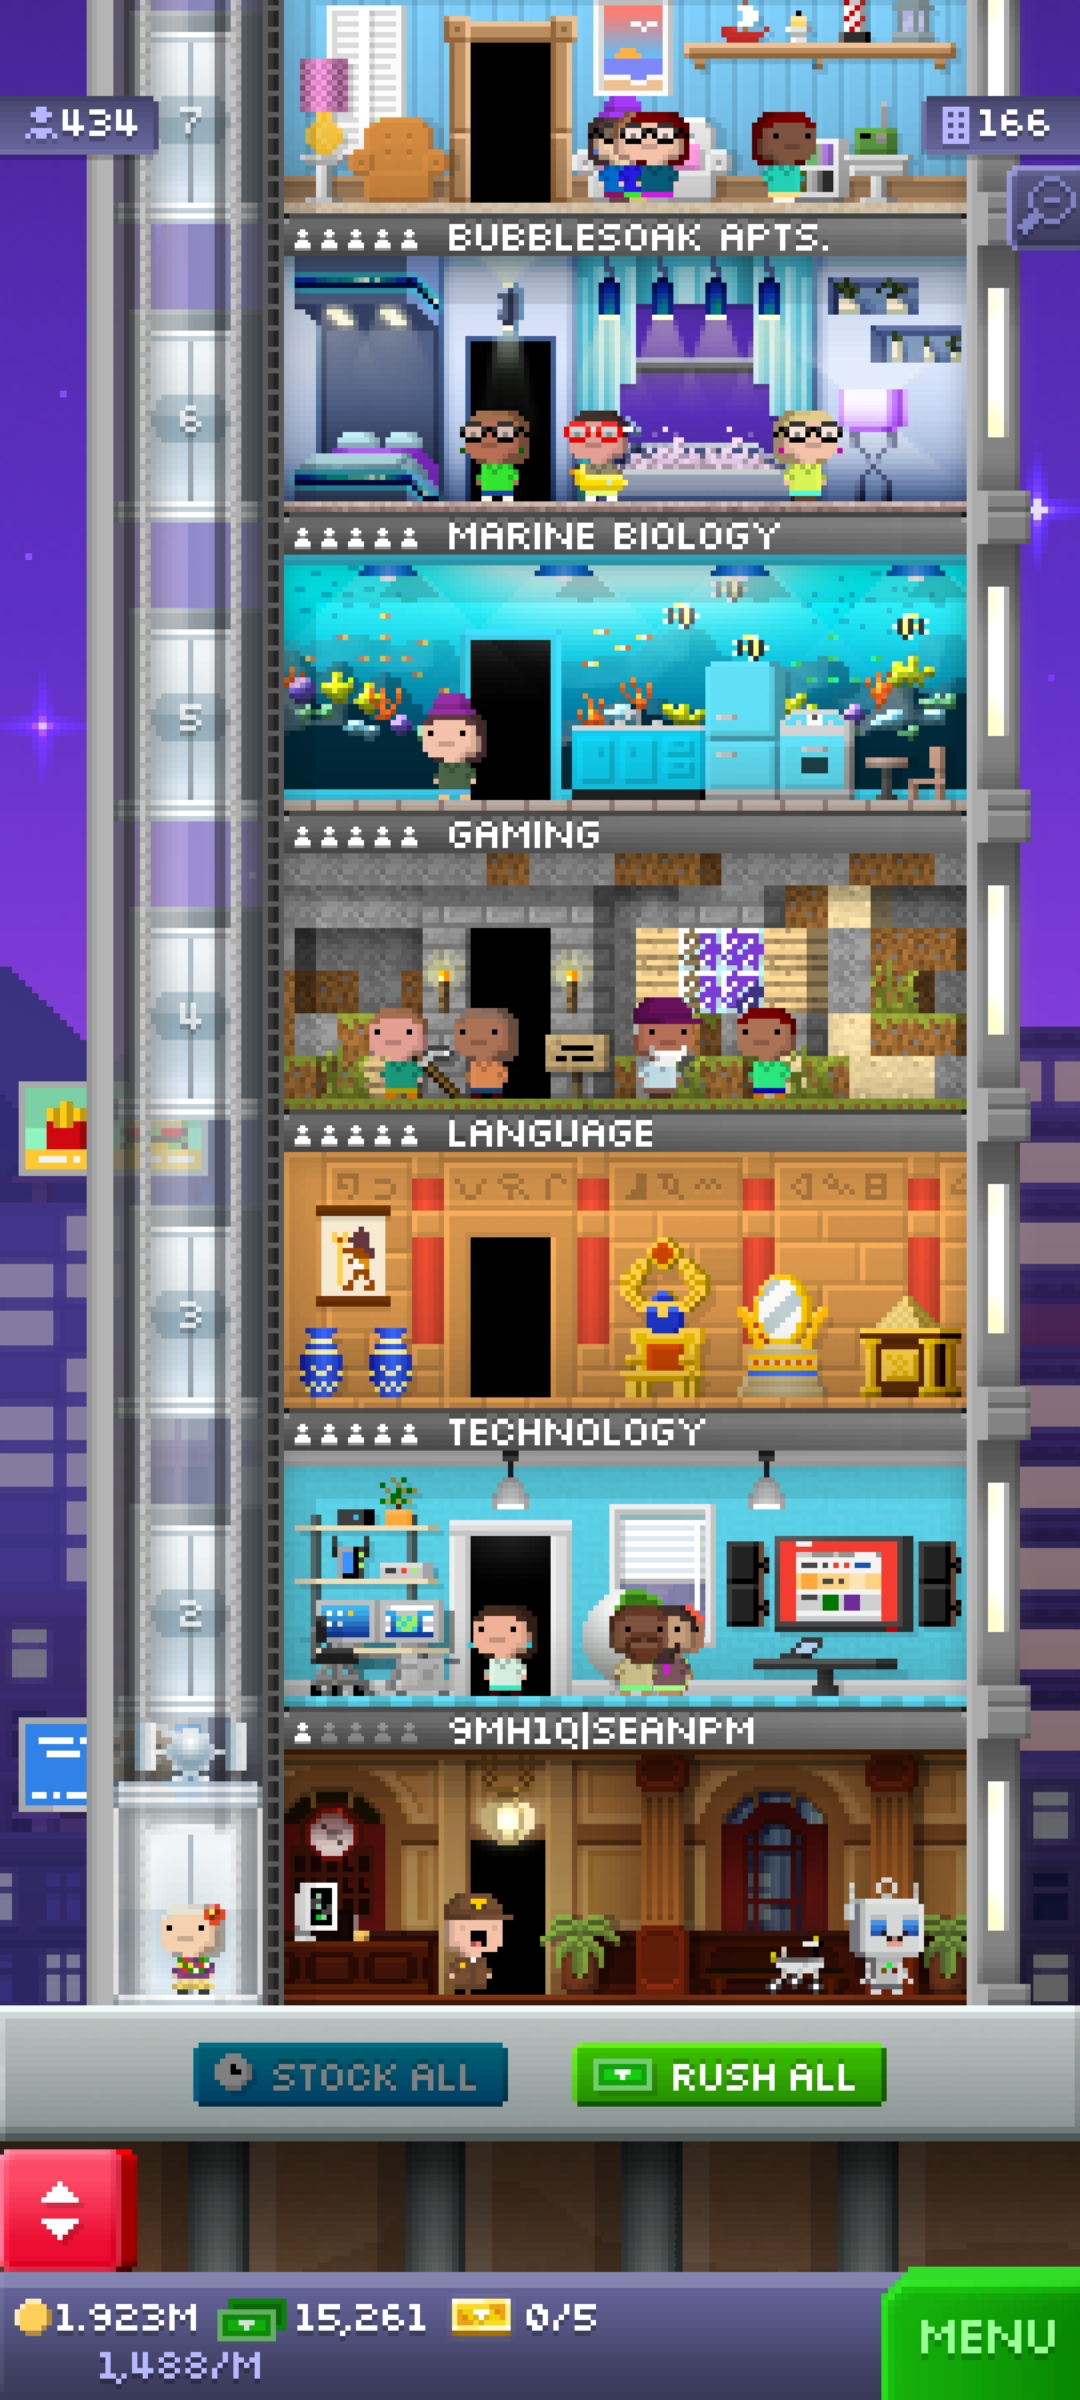 7
434
166
BUBBLESOAK APTS.
6
MARINE BIOLOGY
5
GAMING
4
LANGUAGE
3
TECHNOLOGY
2
9MH1Q|SEANPM
STOCK ALL
RUSH ALL
1.923M
15,261
0/5
1,488/M
MENU